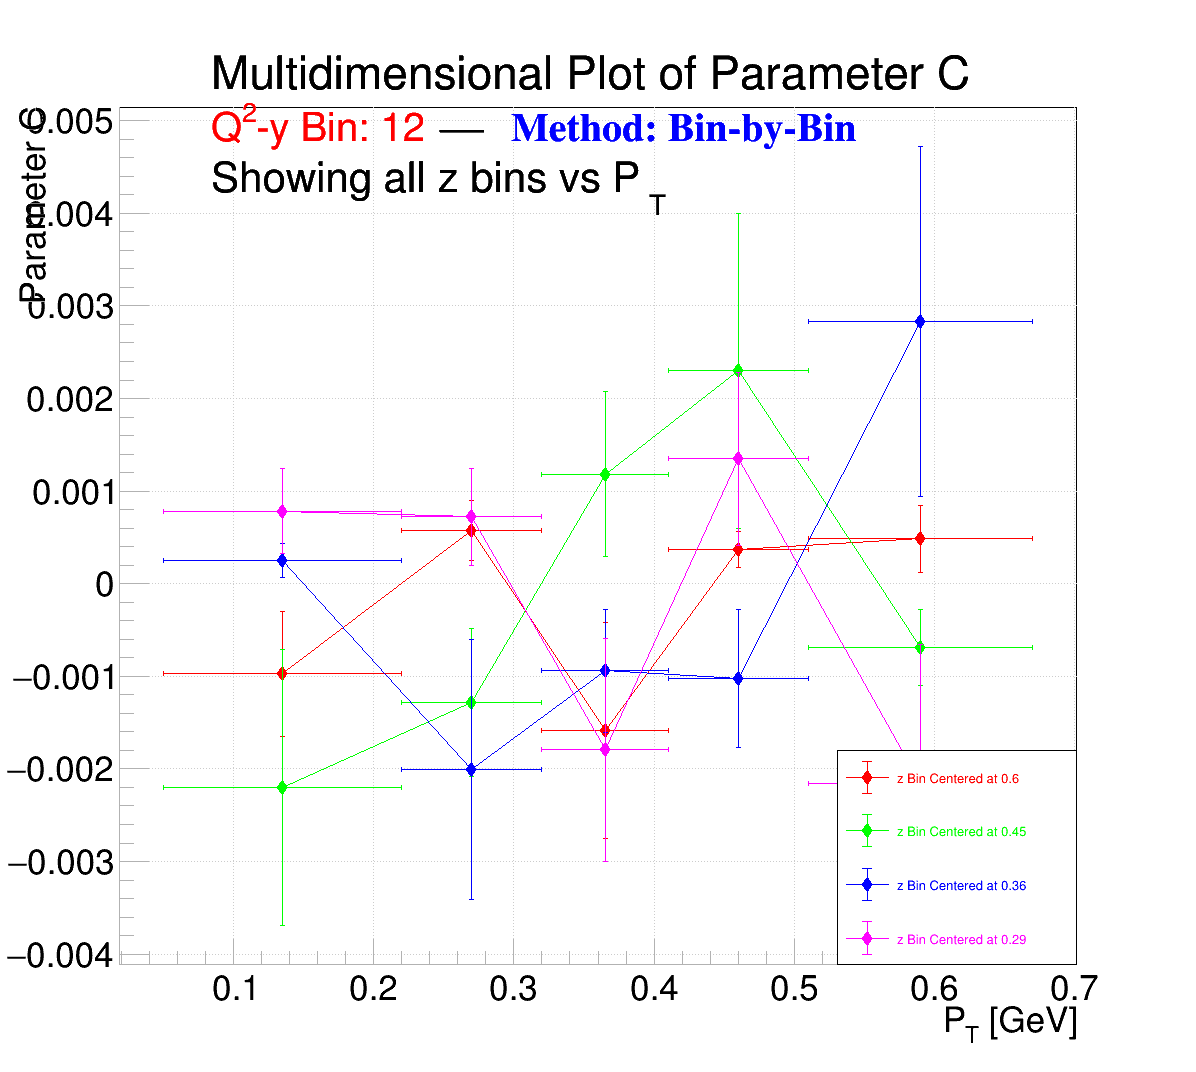 Multidimensional Plot of Parameter C
Q²-y Bin: 12 — Method: Bin-by-Bin
Showing all z bins vs P_T
Parameter C
0.005
0.004
0.003
0.002
0.001
0
−0.001
−0.002
−0.003
−0.004
z Bin Centered at 0.6
z Bin Centered at 0.45
z Bin Centered at 0.36
z Bin Centered at 0.29
0.1 0.2 0.3 0.4 0.5 0.6 0.7
P_T [GeV]